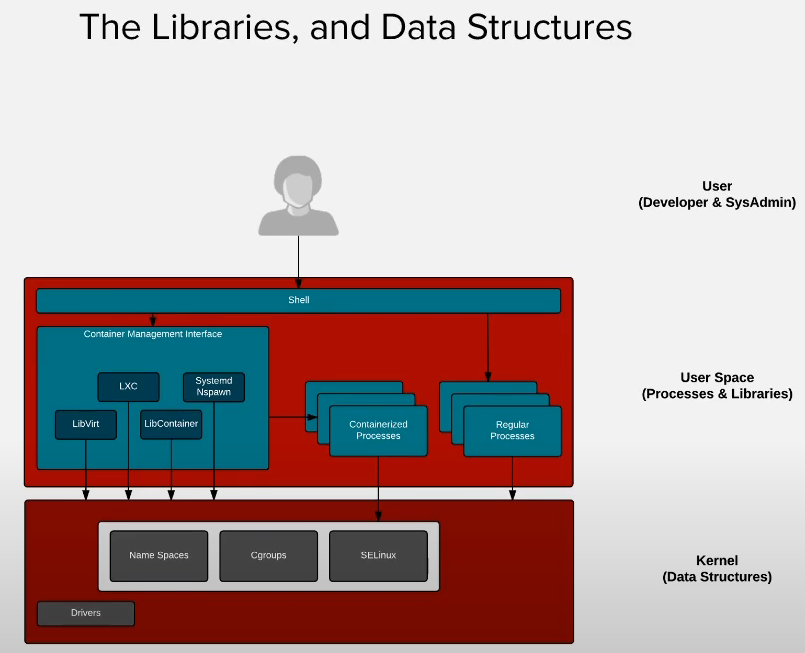 The Libraries, and Data Structures
User
(Developer & SysAdmin)
Shell
Container Management Interface
LXC
Systemd
Nspawn
LibVirt
LibContainer
Containerized
Processes
Regular
Processes
User Space
(Processes & Libraries)
Name Spaces
Cgroups
SELinux
Drivers
Kernel
(Data Structures)